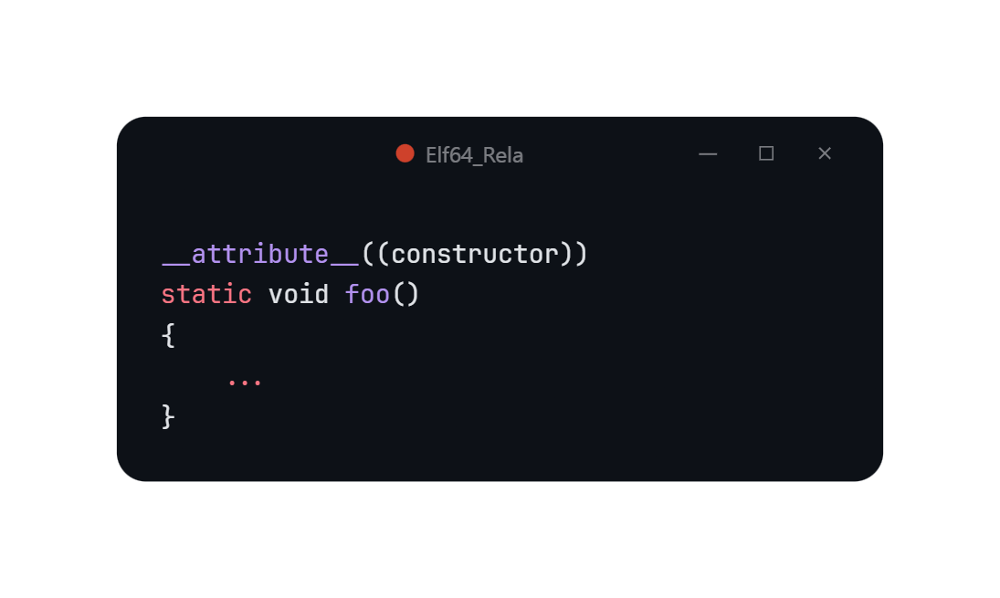 Elf64_Rela
__attribute__((constructor))
static void foo()
{
    ...
}